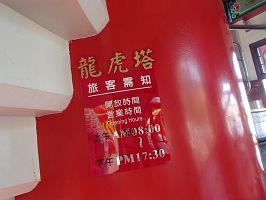 龍虎塔
旅客需知
開放時間
營業時間
Opening Hours
上午AM08:00
~
下午PM17:30